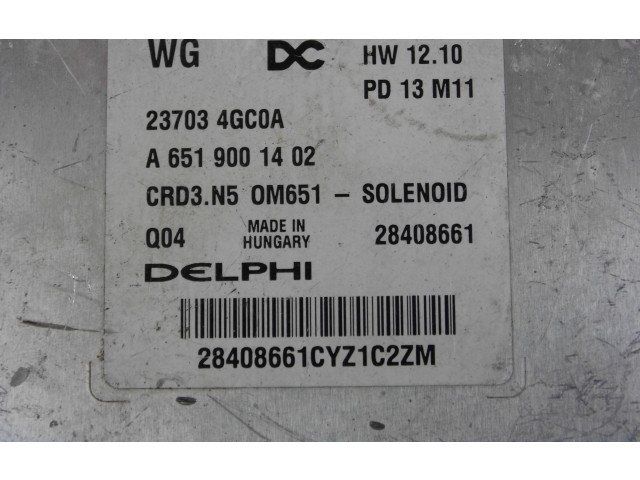 WG DC HW 12.10
PD 13 M11
23703 4GC0A
A 651 900 14 02
CRD3.N5 OM651 – SOLENOID
Q04 MADE IN HUNGARY 28408661
DELPHI
28408661CYZ1C2ZM